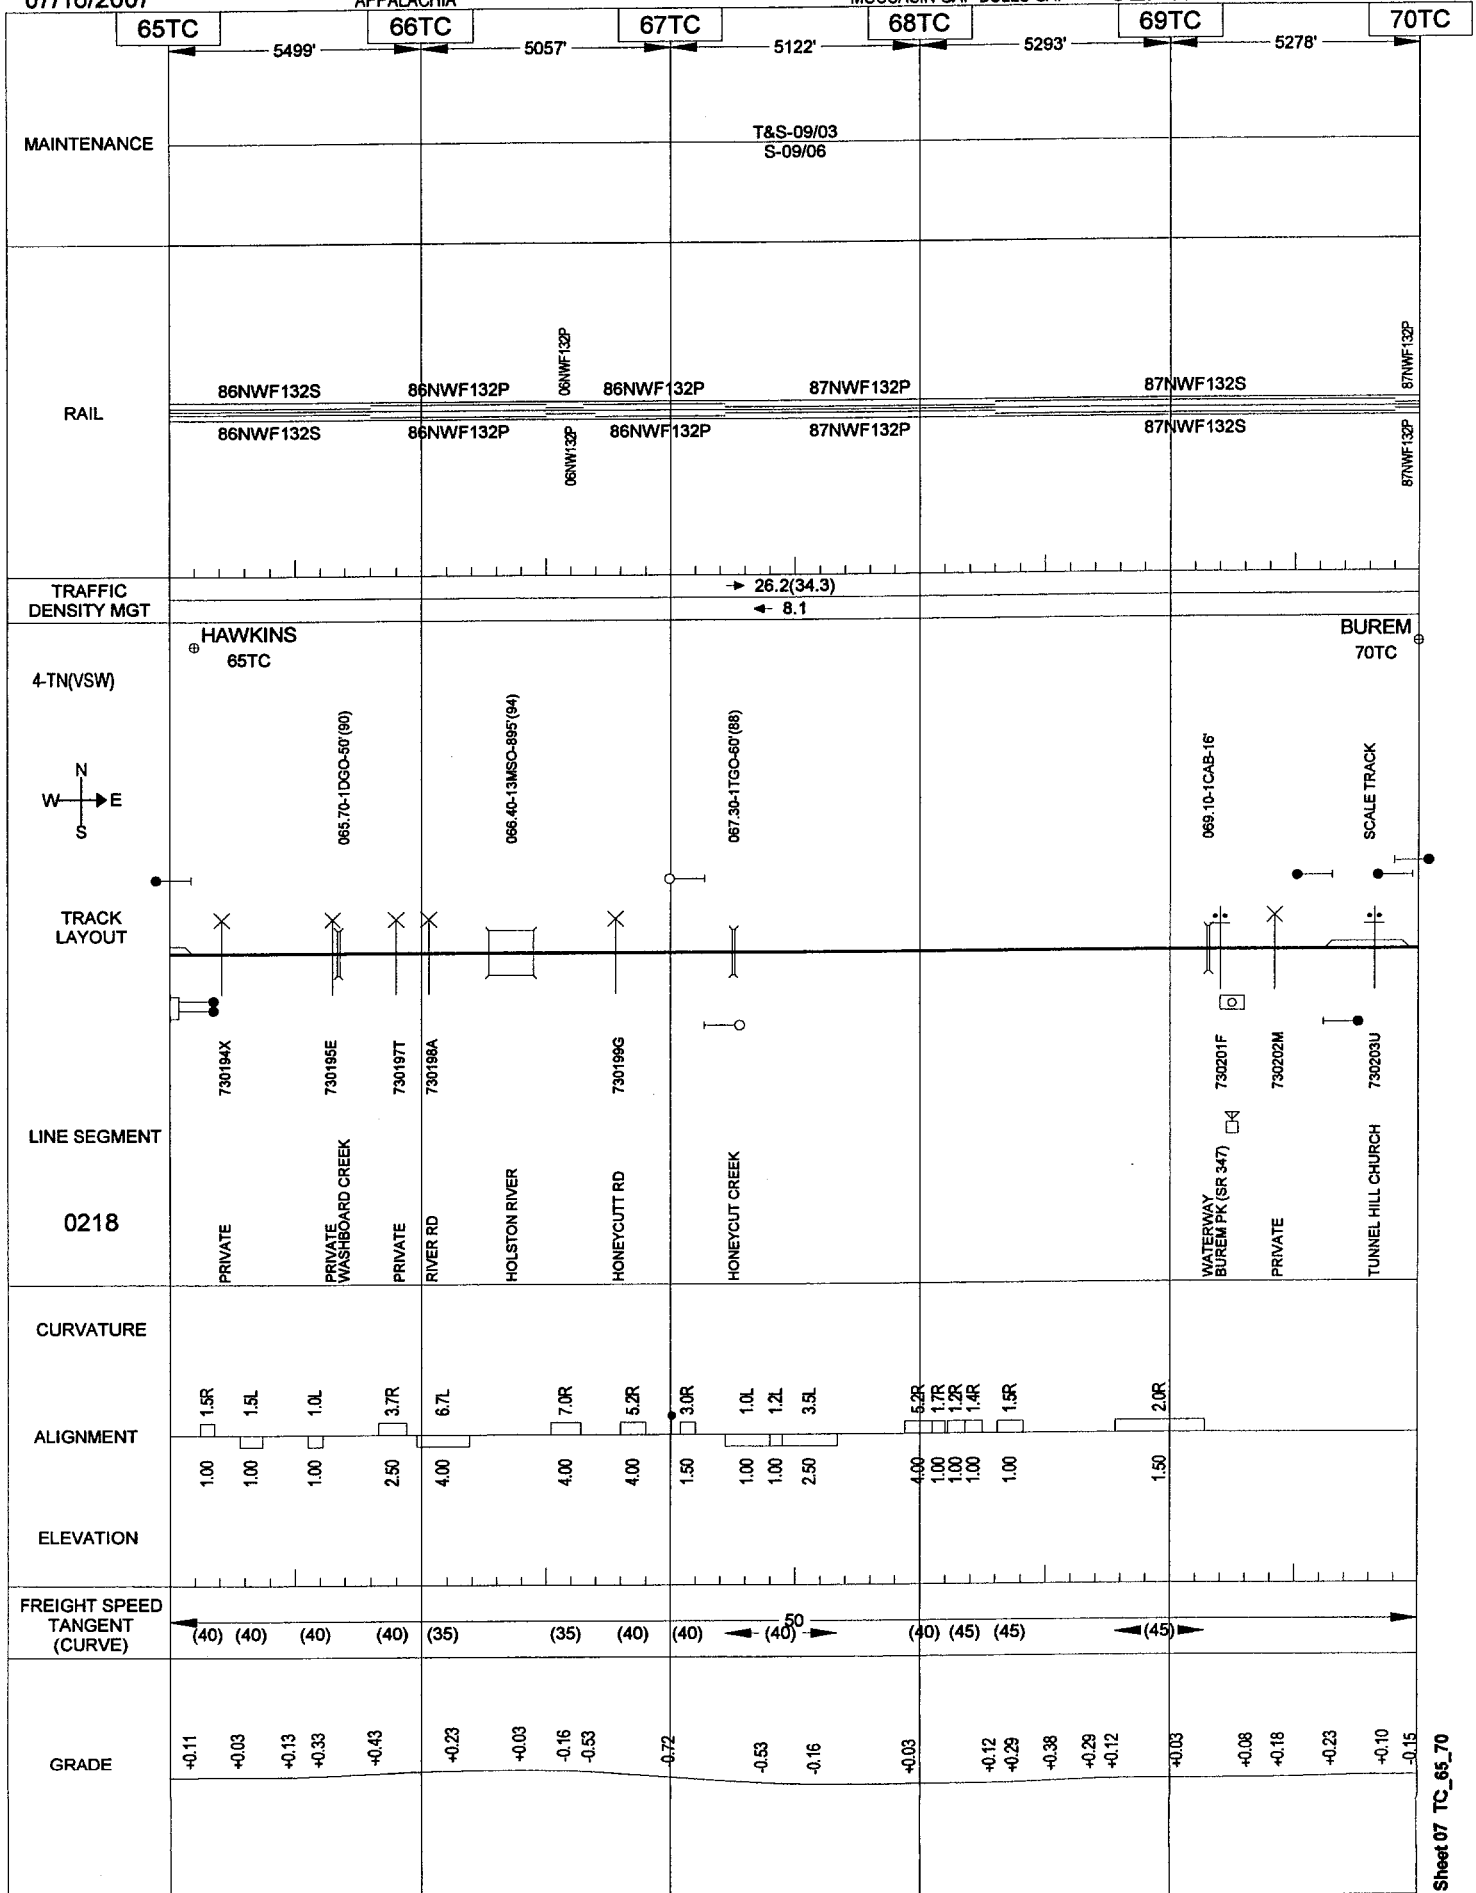 07/16/2007
APPALACHIA
65TC 66TC 67TC 68TC 69TC 70TC
5499' 5057' 5122' 5293' 5278'
MAINTENANCE
T&S-09/03
S-09/06
RAIL
86NWF132S 86NWF132P 06NWF132P 86NWF132P 87NWF132P 87NWF132S 87NWF132P
86NWF132S 86NWF132P 06NW132P 86NWF132P 87NWF132P 87NWF132S 87NWF132P
TRAFFIC
DENSITY MGT
26.2(34.3)
8.1
HAWKINS
65TC
BUREM
70TC
4-TN(VSW)
N
W E
S
065.70-1DGO-50'(90)
066.40-13MSO-895'(94)
067.30-1TGO-60'(88)
069.10-1CAB-16'
SCALE TRACK
TRACK
LAYOUT
730194X 730195E 730197T 730198A 730199G 730201F 730202M 730203U
LINE SEGMENT
0218
PRIVATE
PRIVATE
WASHBOARD CREEK
PRIVATE
RIVER RD
HOLSTON RIVER
HONEYCUTT RD
HONEYCUT CREEK
WATERWAY
BUREM PK (SR 347)
PRIVATE
TUNNEL HILL CHURCH
CURVATURE
1.5R 1.5L 1.0L 3.7R 6.7L 7.0R 5.2R 3.0R 1.0L 1.2L 3.5L 5.2R 1.7R 1.2R 1.4R 1.5R 2.0R
ALIGNMENT
1.00 1.00 1.00 2.50 4.00 4.00 4.00 1.50 1.00 1.00 2.50 4.00 1.00 1.00 1.00 1.00 1.50
ELEVATION
FREIGHT SPEED
TANGENT
(CURVE)
50
(40) (40) (40) (40) (35) (35) (40) (40) (40) (40) (45) (45) (45)
GRADE
+0.11 +0.03 +0.13 +0.33 +0.43 +0.23 +0.03 -0.16 -0.53 -0.72 -0.53 -0.16 +0.03 +0.12 +0.29 +0.38 +0.29 +0.12 +0.03 +0.08 +0.18 +0.23 +0.10 -0.15
Sheet 07 TC_65_70